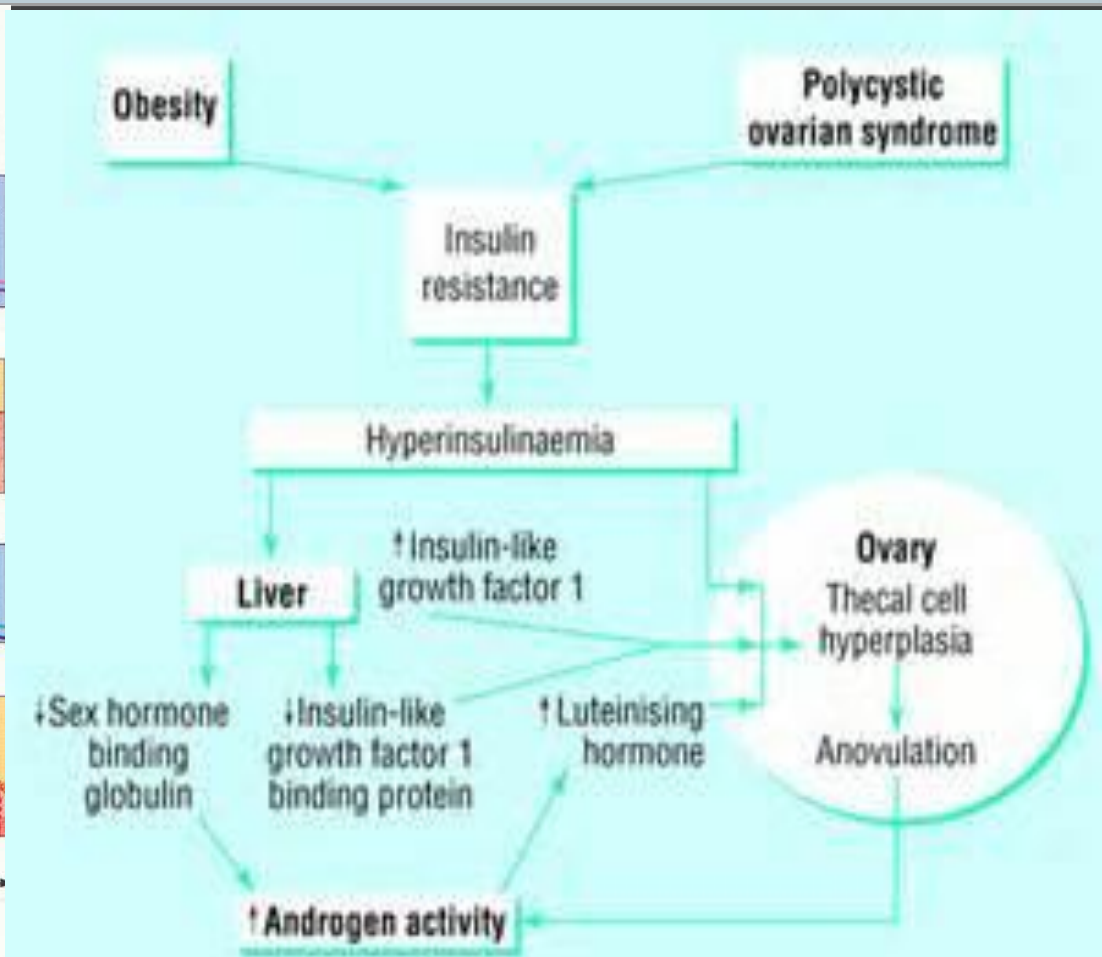 Obesity
Polycystic
ovarian syndrome
Insulin
resistance
Hyperinsulinaemia
↑Insulin-like
growth factor 1
Liver
Ovary
Thecal cell
hyperplasia
↓Sex hormone
binding
globulin
↓Insulin-like
growth factor 1
binding protein
↑Luteinising
hormone
Anovulation
↑Androgen activity